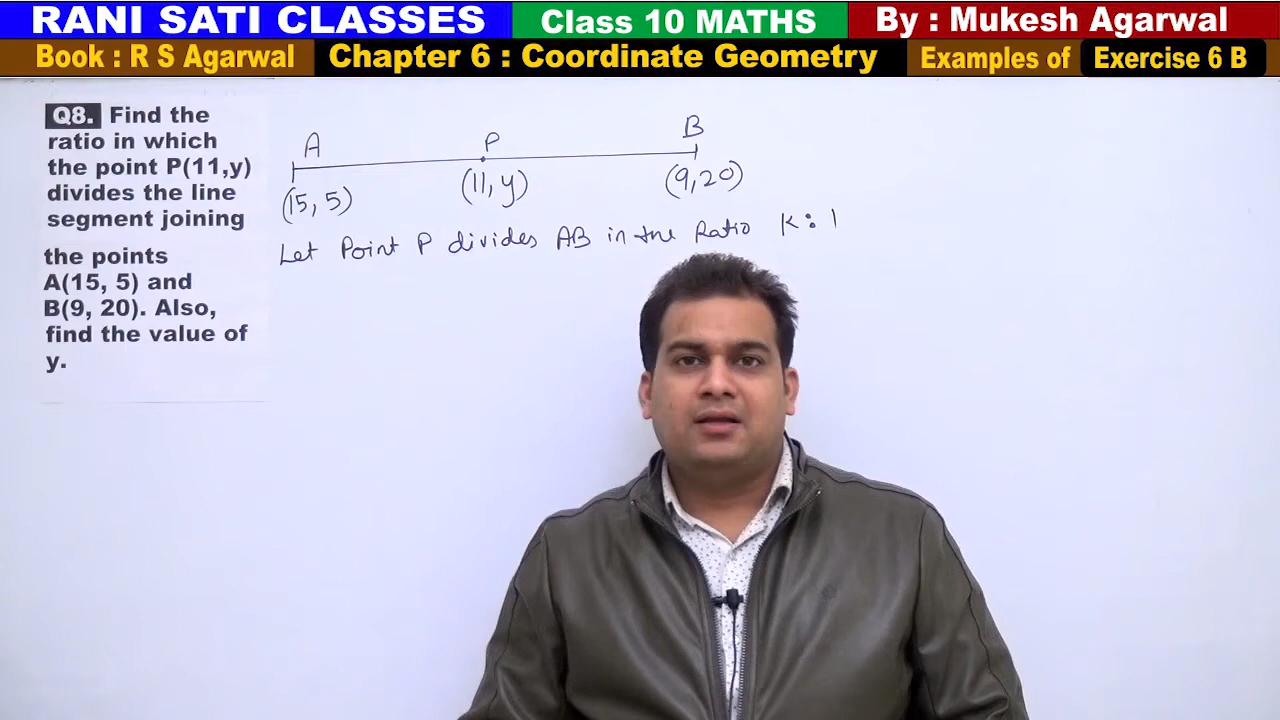 RANI SATI CLASSES
Class 10 MATHS
By : Mukesh Agarwal
Book : R S Agarwal
Chapter 6 : Coordinate Geometry
Examples of Exercise 6 B
Q8. Find the
ratio in which
the point P(11,y)
divides the line
segment joining
the points
A(15, 5) and
B(9, 20). Also,
find the value of
y.
A P B
(15, 5) (11, y) (9,20)
Let Point P divides AB in the Ratio K : 1